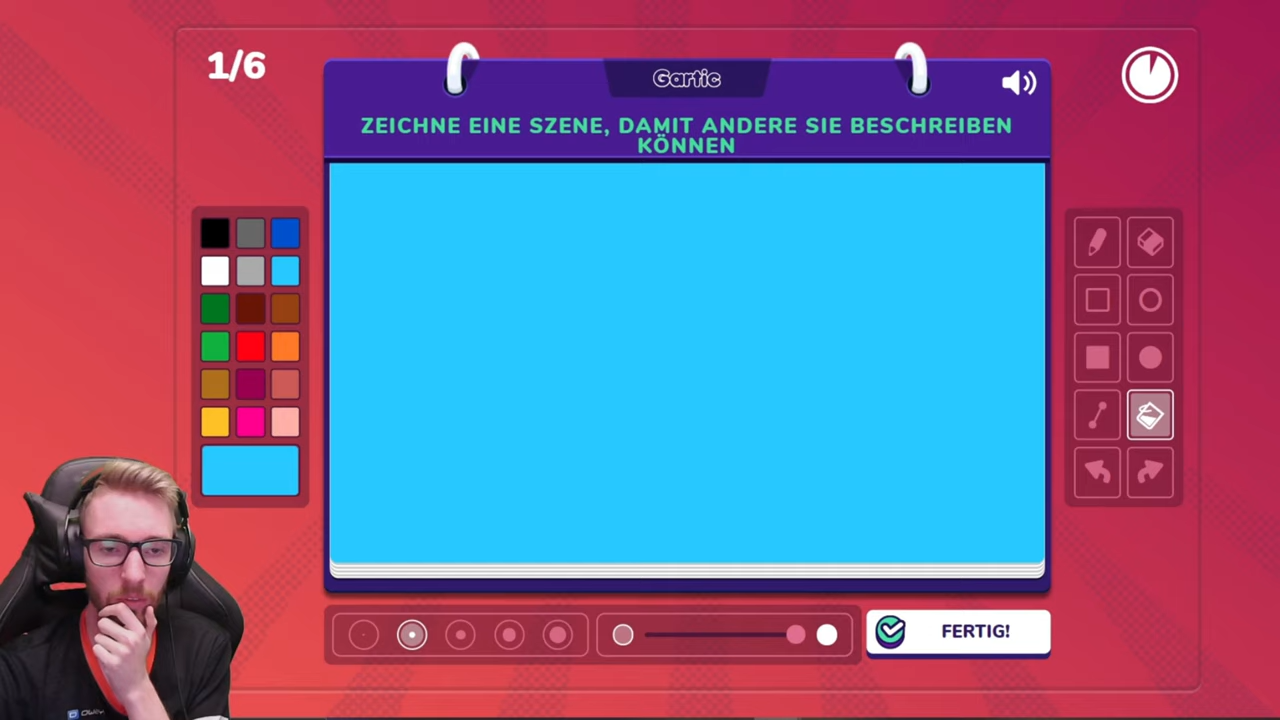 1/6
Gartic
ZEICHNE EINE SZENE, DAMIT ANDERE SIE BESCHREIBEN
KÖNNEN
FERTIG!